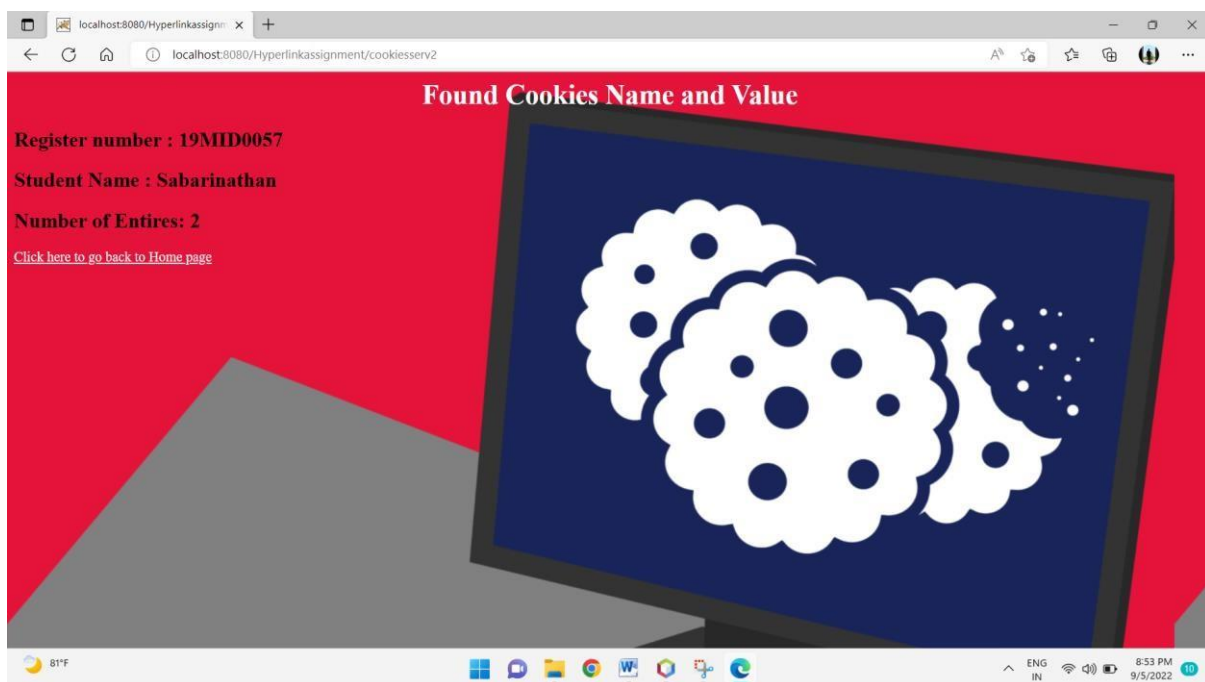 localhost:8080/Hyperlinkassignm
localhost:8080/Hyperlinkassignment/cookiesserv2
Found Cookies Name and Value
Register number : 19MID0057
Student Name : Sabarinathan
Number of Entires: 2
Click here to go back to Home page
81°F
ENG
IN
8:53 PM
9/5/2022
10